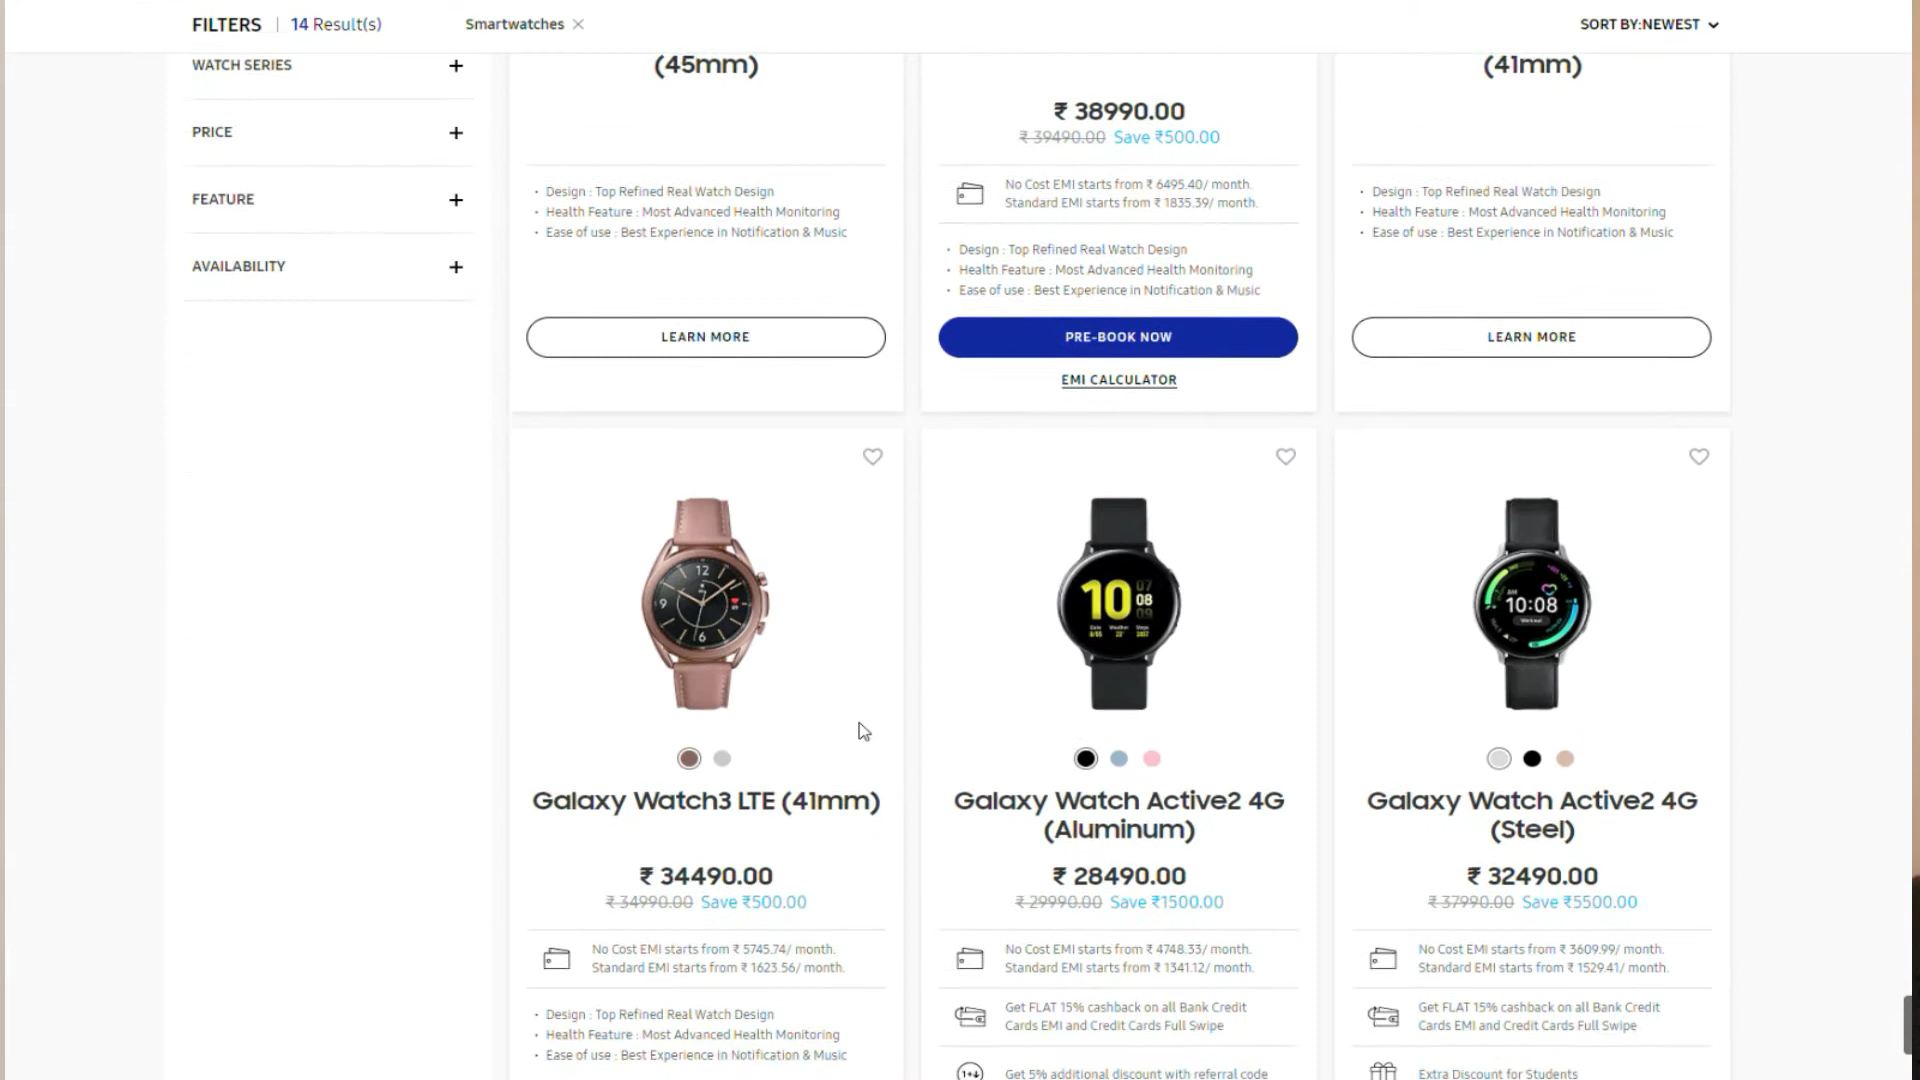 FILTERS | 14 Result(s)
Smartwatches
SORT BY:NEWEST
WATCH SERIES
PRICE
FEATURE
AVAILABILITY
(45mm)
• Design : Top Refined Real Watch Design
• Health Feature : Most Advanced Health Monitoring
• Ease of use : Best Experience in Notification & Music
LEARN MORE
₹ 38990.00
₹ 39490.00 Save ₹500.00
No Cost EMI starts from ₹ 6495.40/ month.
Standard EMI starts from ₹ 1835.39/ month.
• Design : Top Refined Real Watch Design
• Health Feature : Most Advanced Health Monitoring
• Ease of use : Best Experience in Notification & Music
PRE-BOOK NOW
EMI CALCULATOR
(41mm)
• Design : Top Refined Real Watch Design
• Health Feature : Most Advanced Health Monitoring
• Ease of use : Best Experience in Notification & Music
LEARN MORE
12
9
6
Galaxy Watch3 LTE (41mm)
₹ 34490.00
₹ 34990.00 Save ₹500.00
No Cost EMI starts from ₹ 5745.74/ month.
Standard EMI starts from ₹ 1623.56/ month.
• Design : Top Refined Real Watch Design
• Health Feature : Most Advanced Health Monitoring
• Ease of use : Best Experience in Notification & Music
07
10 08
09
Galaxy Watch Active2 4G
(Aluminum)
₹ 28490.00
₹ 29990.00 Save ₹1500.00
No Cost EMI starts from ₹ 4748.33/ month.
Standard EMI starts from ₹ 1341.12/ month.
Get FLAT 15% cashback on all Bank Credit
Cards EMI and Credit Cards Full Swipe
Get 5% additional discount with referral code
AM
10:08
Galaxy Watch Active2 4G
(Steel)
₹ 32490.00
₹ 37990.00 Save ₹5500.00
No Cost EMI starts from ₹ 3609.99/ month.
Standard EMI starts from ₹ 1529.41/ month.
Get FLAT 15% cashback on all Bank Credit
Cards EMI and Credit Cards Full Swipe
Extra Discount for Students